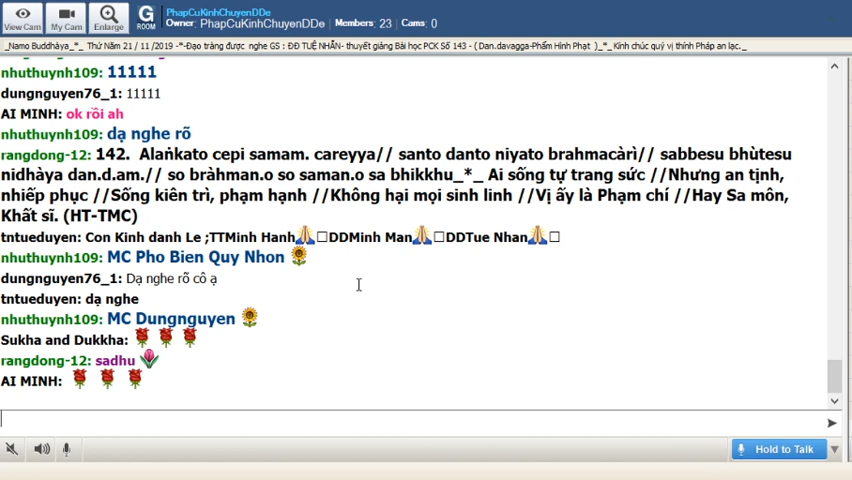 View Cam
My Cam
Enlarge
G
ROOM
PhapCuKinhChuyenDDe
Owner: PhapCuKinhChuyenDDe Members: 23 Cams: 0
_Namo Buddhàya_*_ Thứ Năm 21 / 11 /2019 -*-Đạo tràng được nghe GS : ĐĐ TUỆ NHẪN- thuyết giảng Bài học PCK Số 143 - ( Dan.davagga-Phẩm Hình Phạt )_*_ Kính chúc quý vị thính Pháp an lạc._
nhuthuynh109: 11111
dungnguyen76_1: 11111
AI MINH: ok rồi ah
nhuthuynh109: dạ nghe rõ
rangdong-12: 142. Alaṅkato cepi samam. careyya// santo danto niyato brahmacàrì// sabbesu bhùtesu
nidhàya dan.d.am.// so bràhman.o so saman.o sa bhikkhu_*_ Ai sống tự trang sức //Nhưng an tịnh,
nhiếp phục //Sống kiên trì, phạm hạnh //Không hại mọi sinh linh //Vị ấy là Phạm chí //Hay Sa môn,
Khất sĩ. (HT-TMC)
tntueduyen: Con Kinh danh Le ;TTMinh Hanh🙏□DDMinh Man🙏□DDTue Nhan🙏□
nhuthuynh109: MC Pho Bien Quy Nhon 🌻
dungnguyen76_1: Dạ nghe rõ cô ạ
tntueduyen: dạ nghe
nhuthuynh109: MC Dungnguyen 🌻
Sukha and Dukkha: 🌹 🌹 🌹
rangdong-12: sadhu 🌷
AI MINH: 🌹 🌹 🌹
Hold to Talk